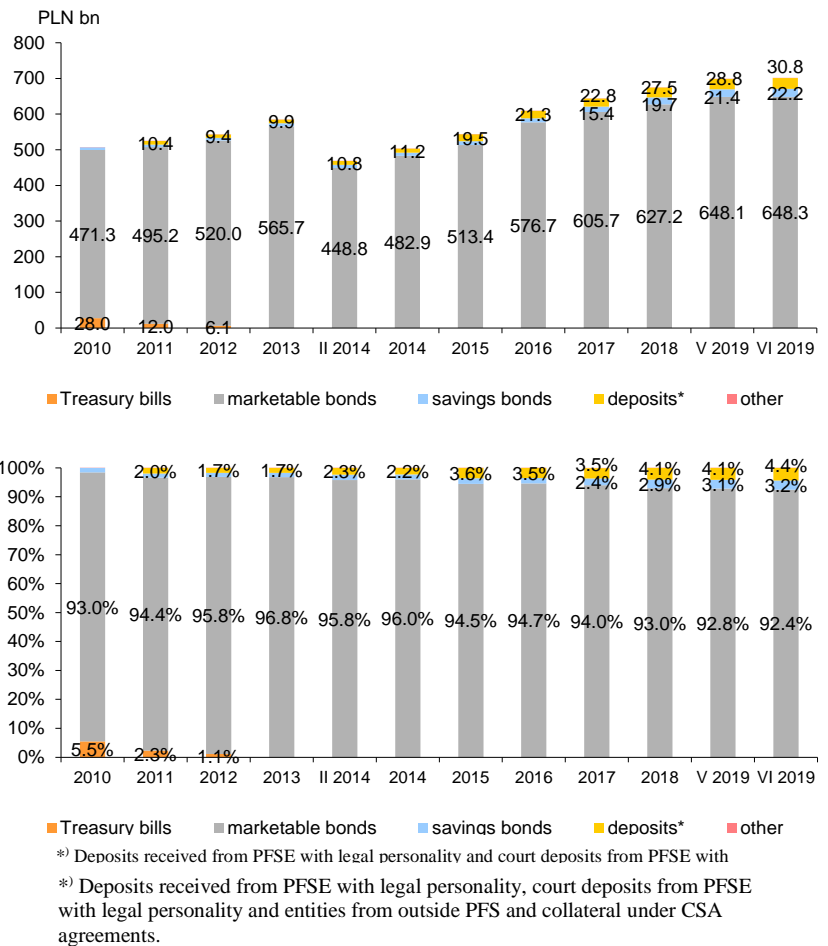 PLN bn
800
700
600
500
400
300
200
100
0
30.8
28.8
27.5
22.8
22.2
21.4
19.7
15.4
21.3
19.5
11.2
10.8
9.9
9.4
10.4
471.3 495.2 520.0 565.7 448.8 482.9 513.4 576.7 605.7 627.2 648.1 648.3
28.0 12.0 6.1
2010 2011 2012 2013 II 2014 2014 2015 2016 2017 2018 V 2019 VI 2019
Treasury bills marketable bonds savings bonds deposits* other
100%
90%
80%
70%
60%
50%
40%
30%
20%
10%
0%
2.0% 1.7% 1.7% 2.3% 2.2% 3.6% 3.5% 3.5% 4.1% 4.1% 4.4%
2.4% 2.9% 3.1% 3.2%
93.0% 94.4% 95.8% 96.8% 95.8% 96.0% 94.5% 94.7% 94.0% 93.0% 92.8% 92.4%
5.5% 2.3% 1.1%
2010 2011 2012 2013 II 2014 2014 2015 2016 2017 2018 V 2019 VI 2019
Treasury bills marketable bonds savings bonds deposits* other
*) Deposits received from PFSE with legal personality and court deposits from PFSE with
*) Deposits received from PFSE with legal personality, court deposits from PFSE
with legal personality and entities from outside PFS and collateral under CSA
agreements.